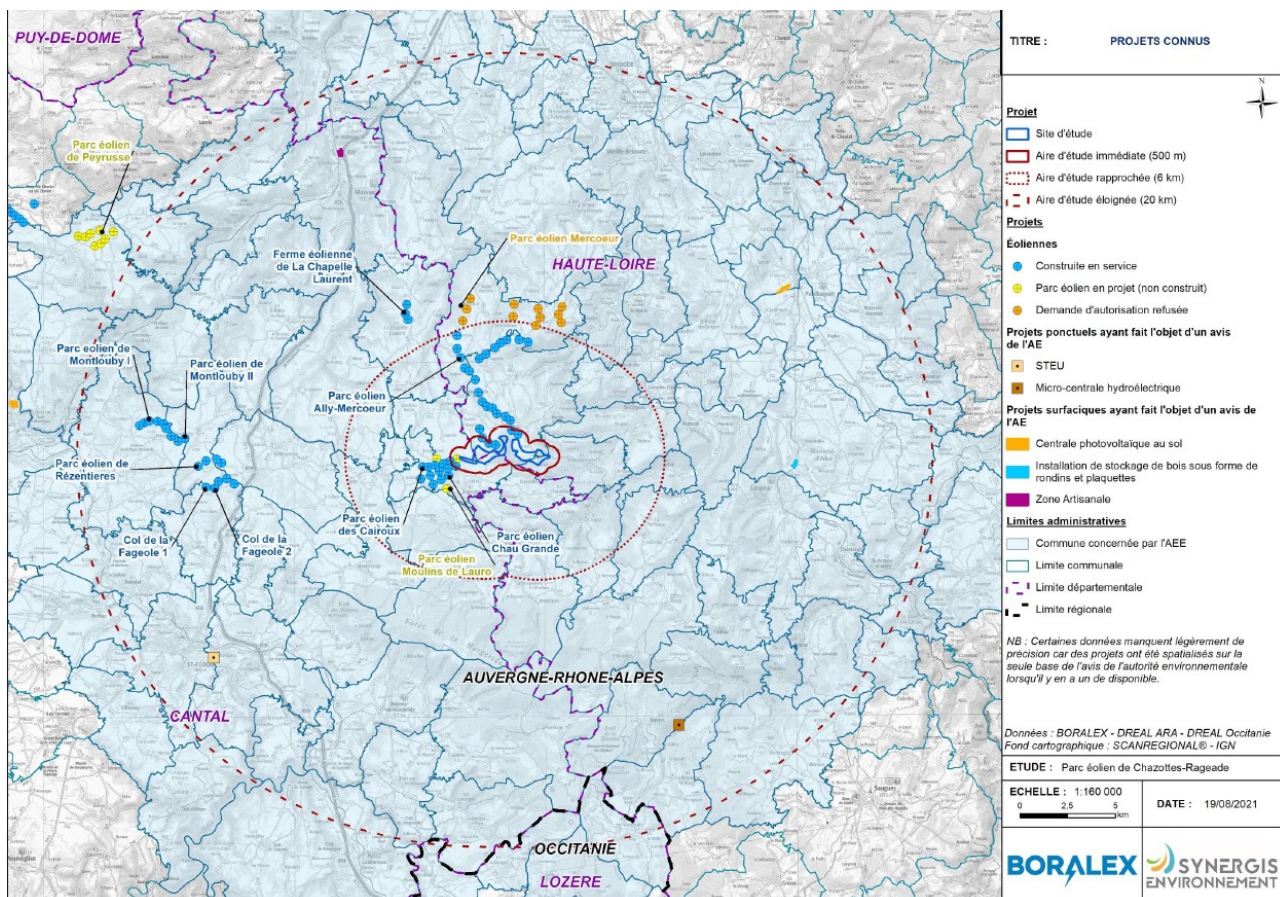 PUY-DE-DOME
Parc éolien
de Peyrusse
Ferme éolienne
de La Chapelle
Laurent
Parc éolien Mercoeur
HAUTE-LOIRE
Parc eolien de
Montlouby I
Parc éolien de
Montlouby II
Parc éolien
Ally-Mercoeur
Parc éolien de
Rézentieres
Col de la
Fageole 1
Col de la
Fageole 2
Parc éolien
des Cairoux
Parc éolien
Chau Grande
Parc éolien
Moulins de Lauro
AUVERGNE-RHONE-ALPES
CANTAL
OCCITANIE
LOZERE
TITRE : PROJETS CONNUS
N
Projet
Site d'étude
Aire d'étude immédiate (500 m)
Aire d'étude rapprochée (6 km)
Aire d'étude éloignée (20 km)
Projets
Éoliennes
Construite en service
Parc éolien en projet (non construit)
Demande d'autorisation refusée
Projets ponctuels ayant fait l'objet d'un avis
de l'AE
STEU
Micro-centrale hydroélectrique
Projets surfaciques ayant fait l'objet d'un avis de
l'AE
Centrale photovoltaïque au sol
Installation de stockage de bois sous forme de
rondins et plaquettes
Zone Artisanale
Limites administratives
Commune concernée par l'AEE
Limite communale
Limite départementale
Limite régionale
NB : Certaines données manquent légèrement de
précision car des projets ont été spatialisés sur la
seule base de l'avis de l'autorité environnementale
lorsqu'il y en a un de disponible.
Données : BORALEX - DREAL ARA - DREAL Occitanie
Fond cartographique : SCANREGIONAL® - IGN
ETUDE : Parc éolien de Chazottes-Rageade
ECHELLE : 1:160 000
0 2,5 5
km
DATE : 19/08/2021
BORALEX
SYNERGIS
ENVIRONNEMENT